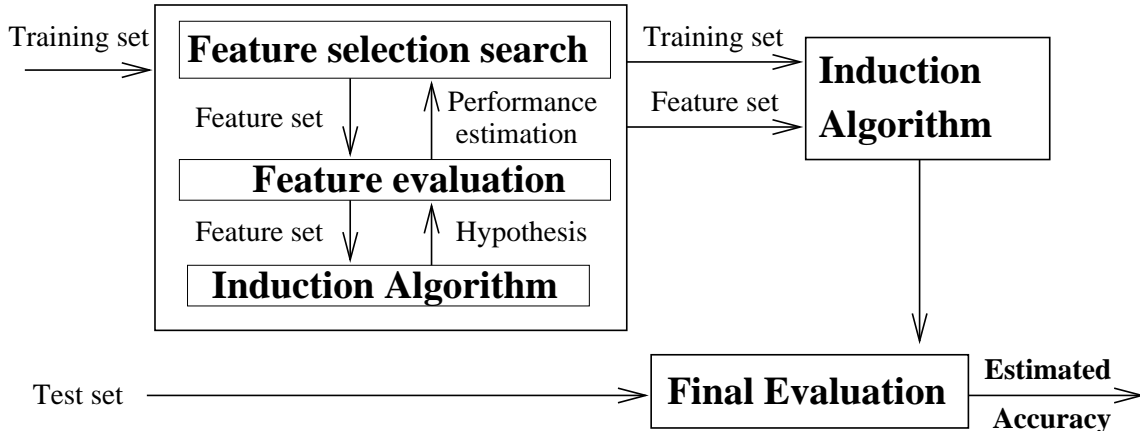 Training set
Feature selection search
Feature set
Performance
estimation
Feature evaluation
Feature set
Hypothesis
Induction Algorithm
Training set
Feature set
Induction
Algorithm
Test set
Final Evaluation
Estimated
Accuracy